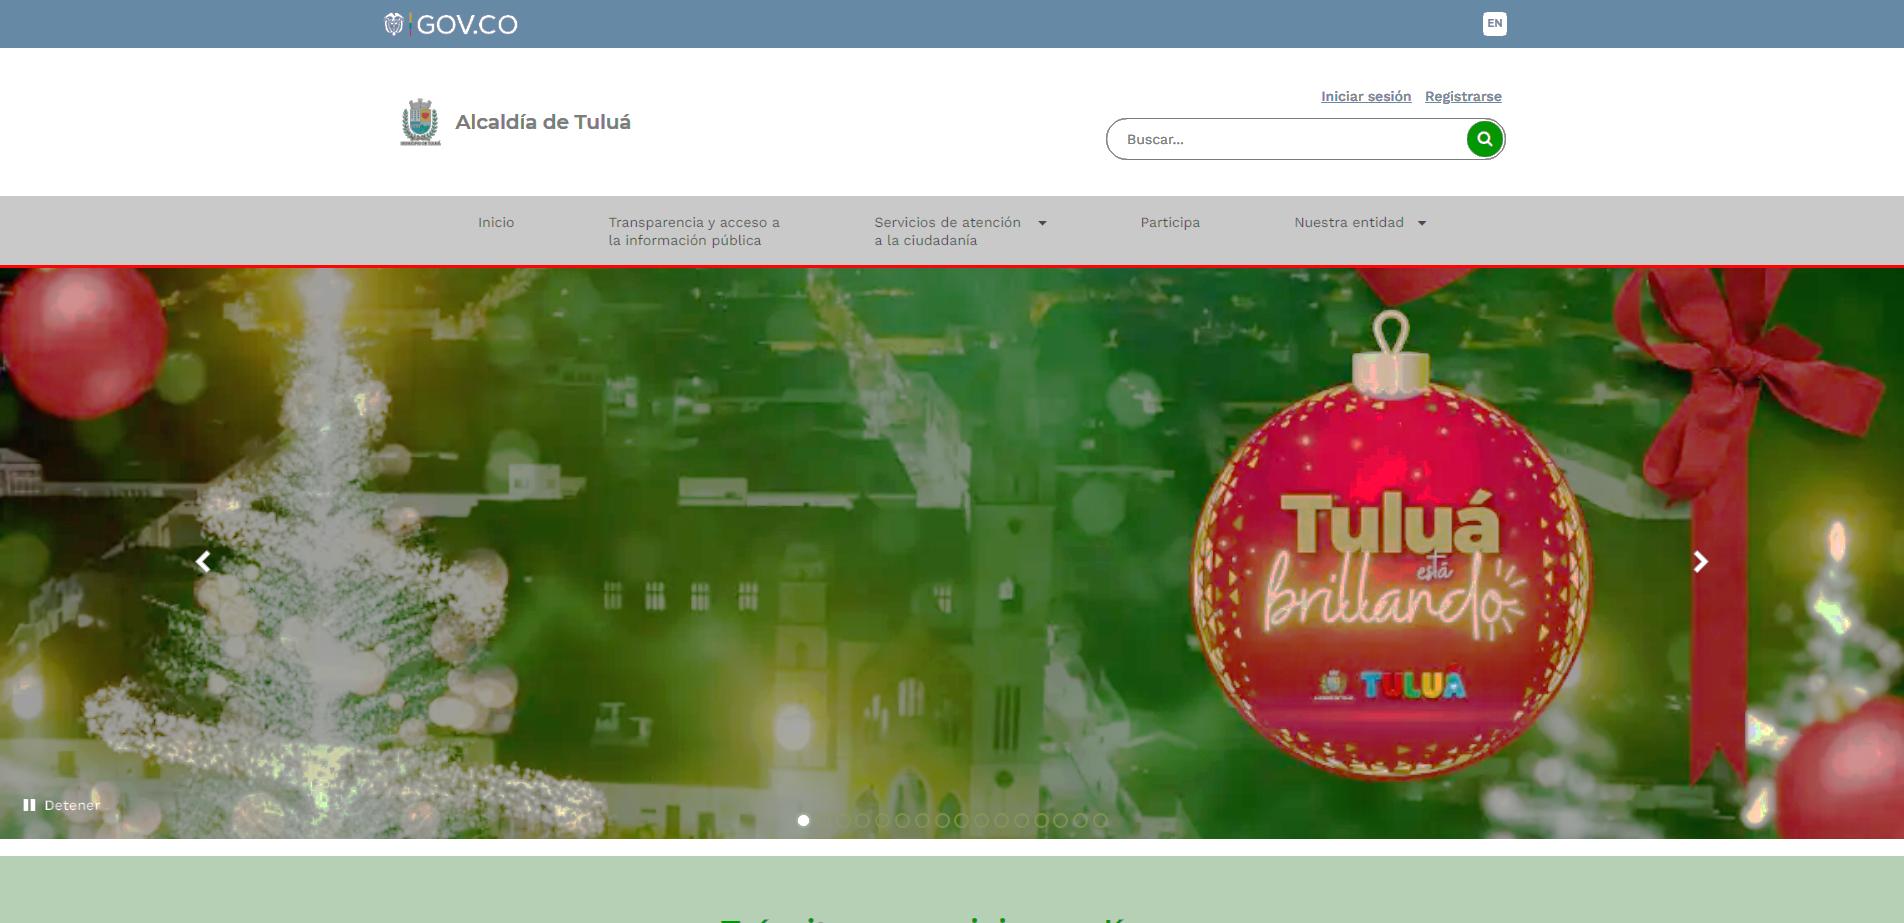 GOV.CO
EN
Alcaldía de Tuluá
Iniciar sesión Registrarse
Buscar...
Inicio
Transparencia y acceso a
la información pública
Servicios de atención
a la ciudadanía
Participa
Nuestra entidad
Tuluá
está
brillando
TULUÁ
Detener